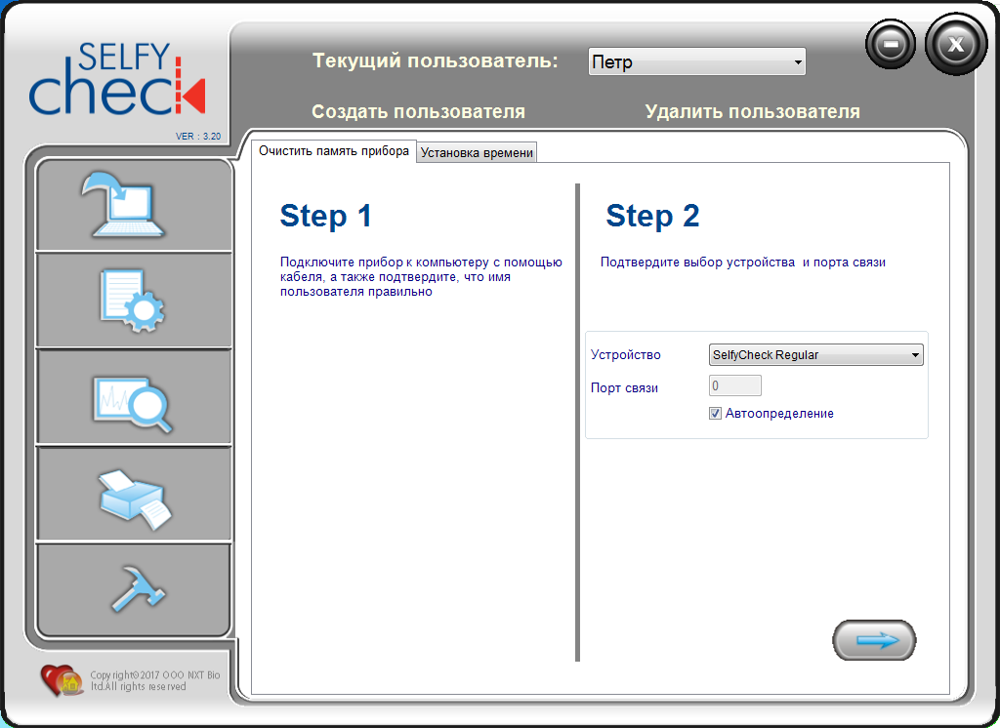 SELFY
check
VER : 3.20
Текущий пользователь:
Петр
Создать пользователя
Удалить пользователя
X
Очистить память прибора
Установка времени
Step 1
Подключите прибор к компьютеру с помощью
кабеля, а также подтвердите, что имя
пользователя правильно
Step 2
Подтвердите выбор устройства и порта связи
Устройство
SelfyCheck Regular
Порт связи
0
Автоопределение
Copyright©2017 ООО NXT Bio
ltd.All rights reserved